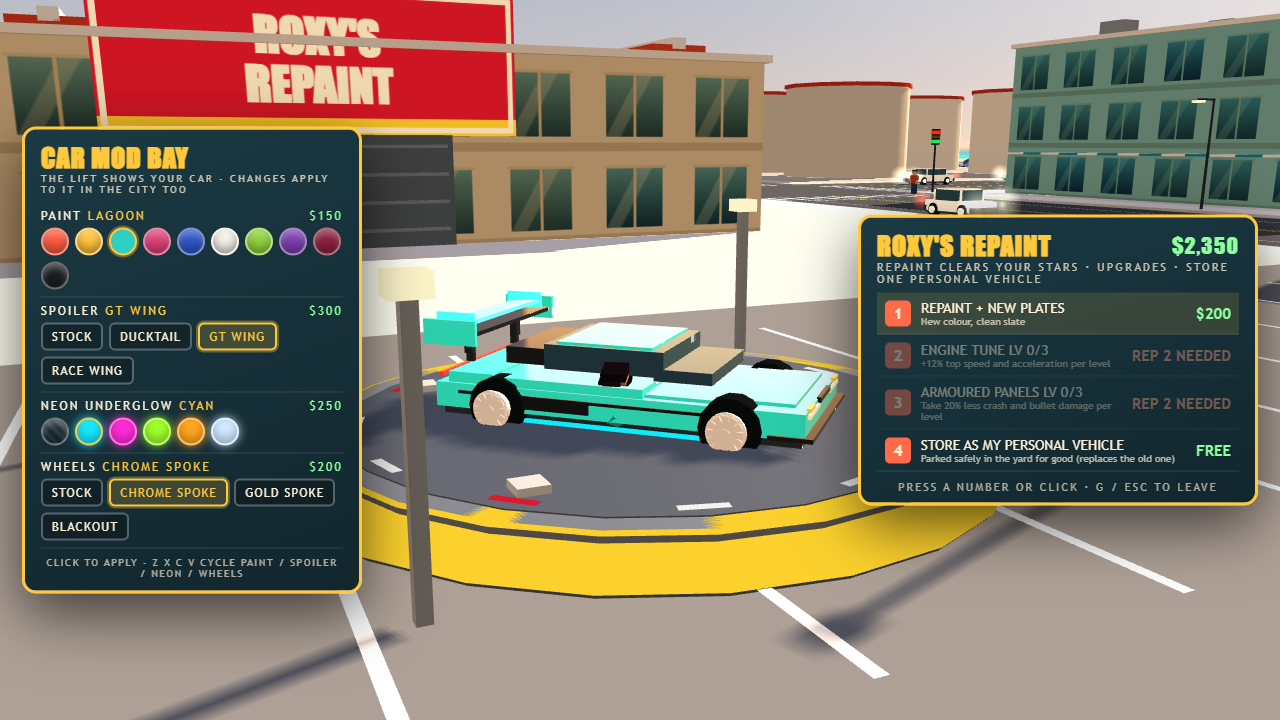 ROXY'S
REPAINT
CAR MOD BAY
THE LIFT SHOWS YOUR CAR - CHANGES APPLY
TO IT IN THE CITY TOO
PAINT LAGOON $150
SPOILER GT WING $300
STOCK DUCKTAIL GT WING
RACE WING
NEON UNDERGLOW CYAN $250
WHEELS CHROME SPOKE $200
STOCK CHROME SPOKE GOLD SPOKE
BLACKOUT
CLICK TO APPLY - Z X C V CYCLE PAINT / SPOILER
/ NEON / WHEELS
ROXY'S REPAINT $2,350
REPAINT CLEARS YOUR STARS · UPGRADES · STORE
ONE PERSONAL VEHICLE
1 REPAINT + NEW PLATES $200
New colour, clean slate
2 ENGINE TUNE LV 0/3 REP 2 NEEDED
+12% top speed and acceleration per level
3 ARMOURED PANELS LV 0/3 REP 2 NEEDED
Take 20% less crash and bullet damage per
level
4 STORE AS MY PERSONAL VEHICLE FREE
Parked safely in the yard for good (replaces the old one)
PRESS A NUMBER OR CLICK · G / ESC TO LEAVE